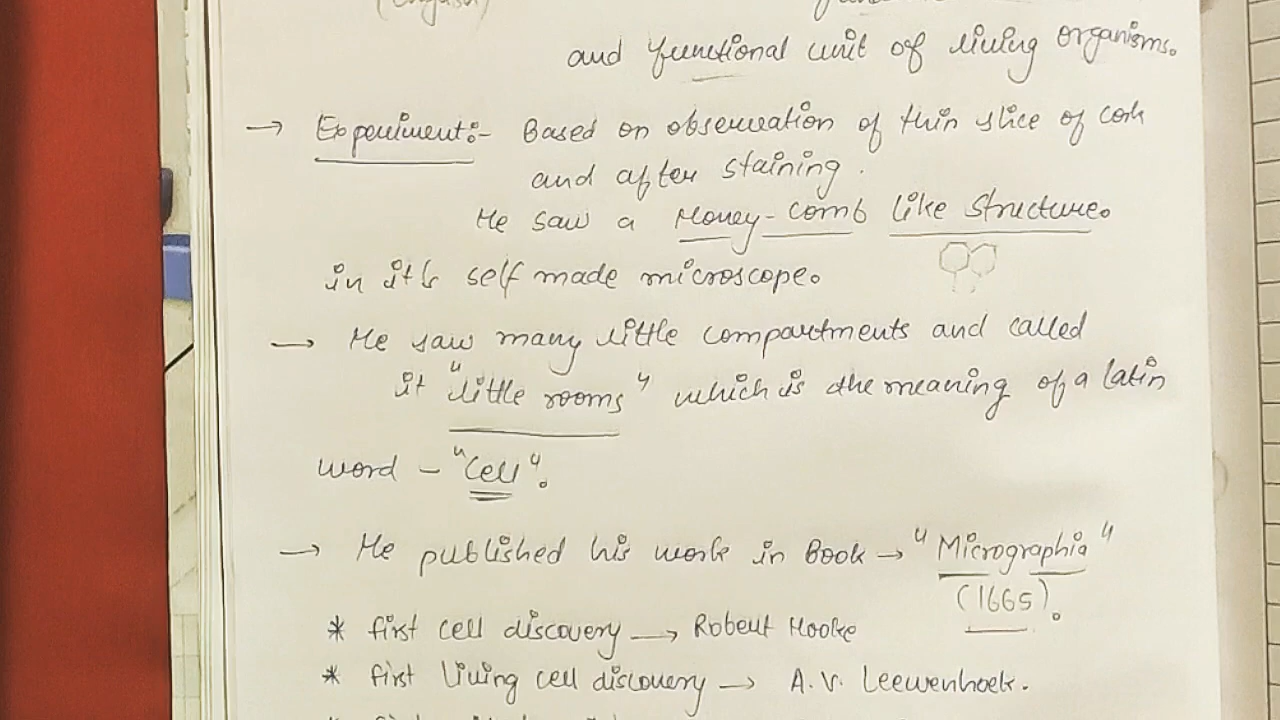 (English)
and functional unit of living organisms.
→ Experiment:- Based on observation of thin slice of cork
and after staining.
He saw a Honey-comb like structure.
in it's self made microscope.
→ He saw many little compartments and called
it "little rooms" which is the meaning of a latin
word - "Cell".
→ He published his work in Book → "Micrographia"
(1665).
* first cell discovery → Robert Hooke
* first living cell discovery → A.V. Leewenhoek.